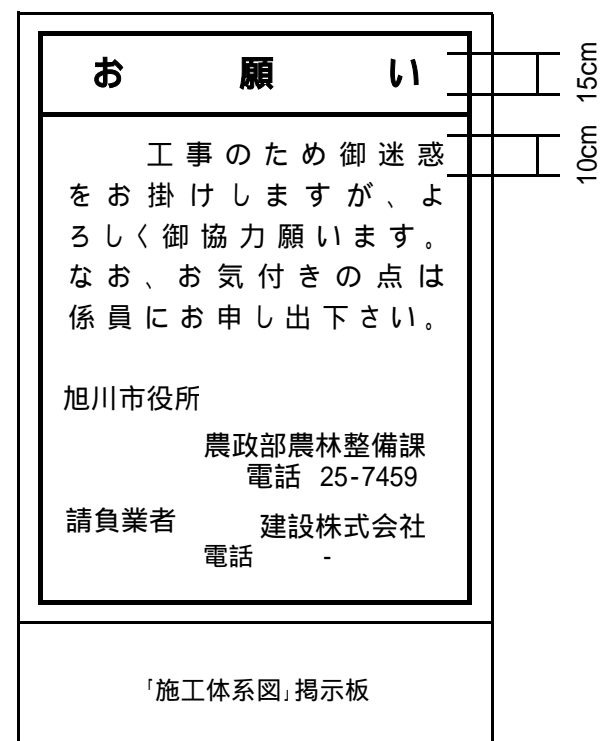 お願い
15cm
工事のため御迷惑
10cm
をお掛けしますが、よ
ろしく御協力願います。
なお、お気付きの点は
係員にお申し出下さい。
旭川市役所
農政部農林整備課
電話 25-7459
請負業者 建設株式会社
電話 -
「施工体系図」掲示板